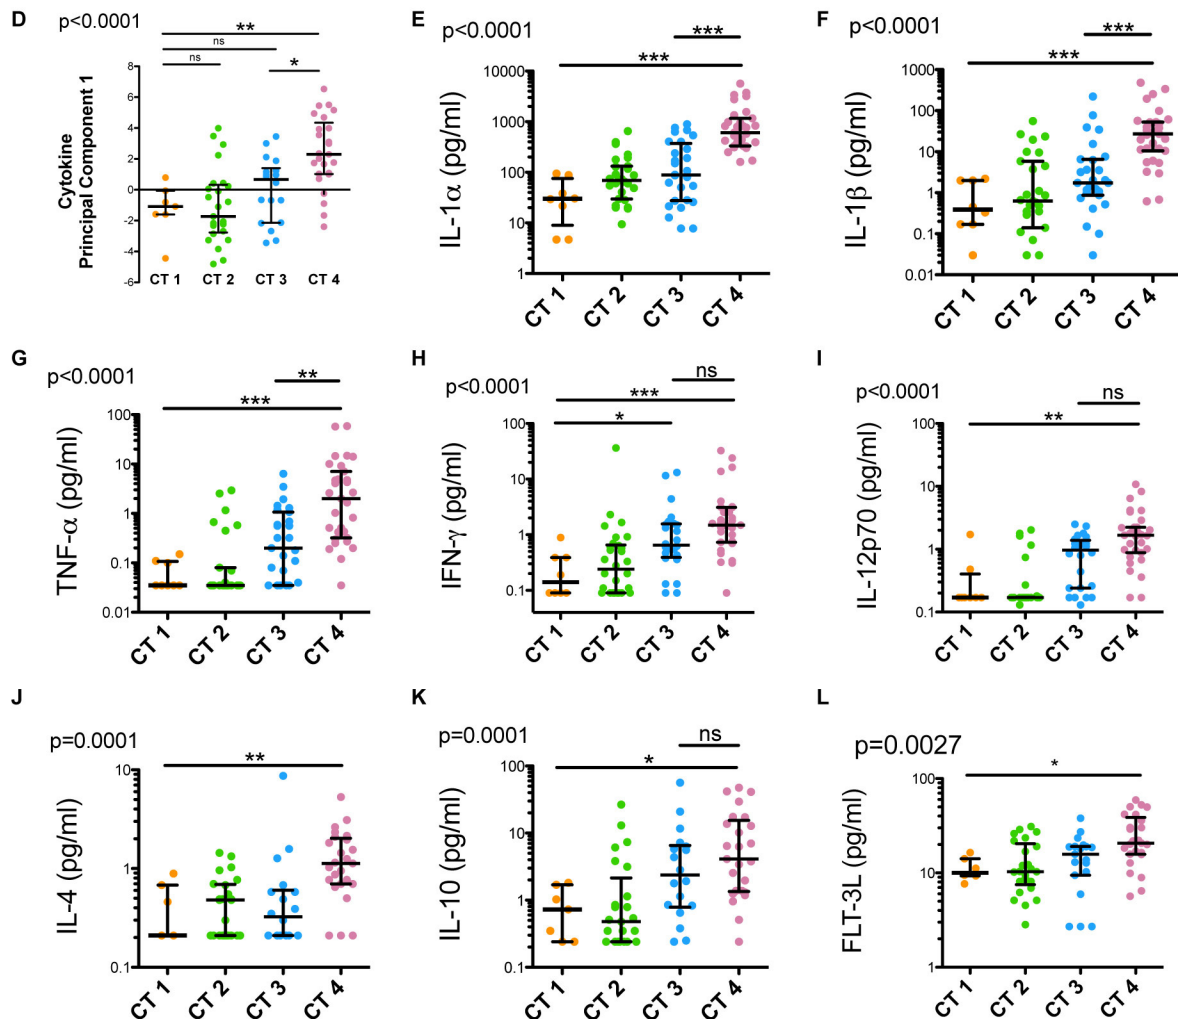 D
p<0.0001
**
ns
ns
*
Cytokine
Principal Component 1
8
6
4
2
0
-2
-4
-6
CT 1
CT 2
CT 3
CT 4
E
p<0.0001
***
***
IL-1α (pg/ml)
10000
1000
100
10
1
CT 1
CT 2
CT 3
CT 4
F
p<0.0001
***
***
IL-1β (pg/ml)
1000
100
10
1
0.1
0.01
CT 1
CT 2
CT 3
CT 4
G
p<0.0001
**
***
TNF-α (pg/ml)
100
10
1
0.1
0.01
CT 1
CT 2
CT 3
CT 4
H
p<0.0001
ns
***
*
IFN-γ (pg/ml)
100
10
1
0.1
CT 1
CT 2
CT 3
CT 4
I
p<0.0001
ns
**
IL-12p70 (pg/ml)
100
10
1
0.1
CT 1
CT 2
CT 3
CT 4
J
p=0.0001
**
IL-4 (pg/ml)
10
1
0.1
CT 1
CT 2
CT 3
CT 4
K
p=0.0001
ns
*
IL-10 (pg/ml)
100
10
1
0.1
CT 1
CT 2
CT 3
CT 4
L
p=0.0027
*
FLT-3L (pg/ml)
100
10
1
CT 1
CT 2
CT 3
CT 4